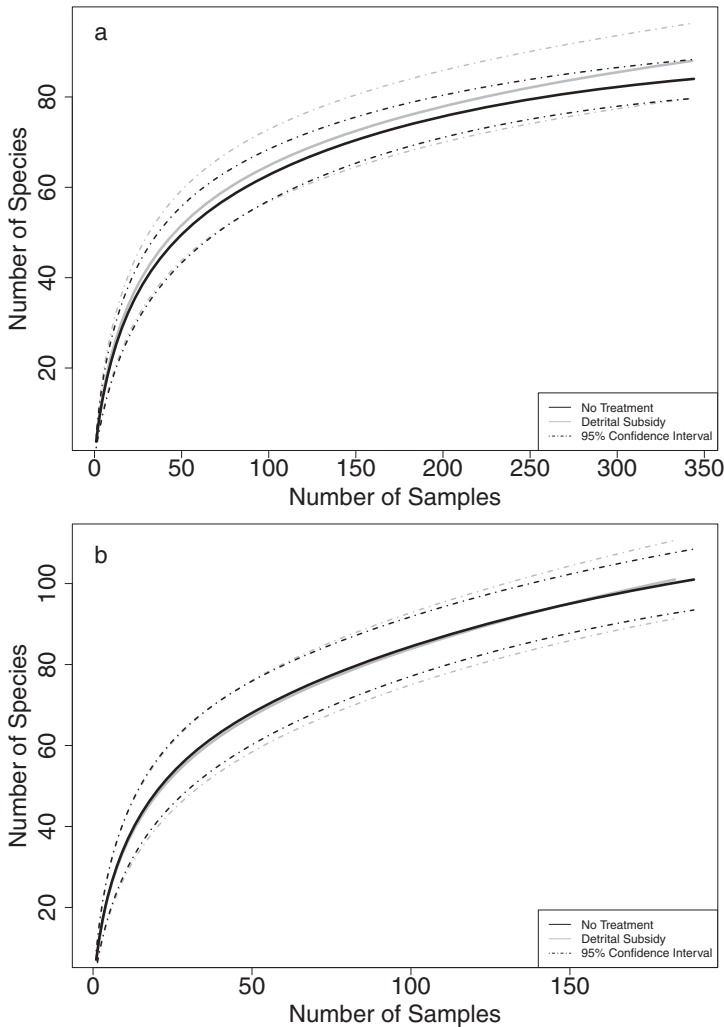 a
Number of Species
80
60
40
20
No Treatment
Detrital Subsidy
95% Confidence Interval
0 50 100 150 200 250 300 350
Number of Samples
b
Number of Species
100
80
60
40
20
No Treatment
Detrital Subsidy
95% Confidence Interval
0 50 100 150
Number of Samples